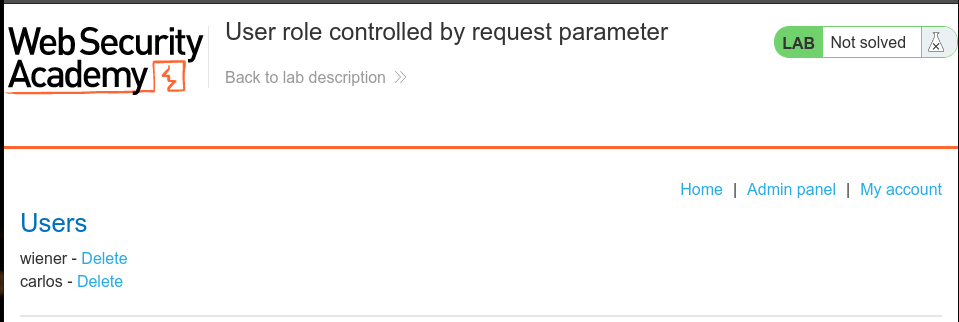 Web Security
Academy
User role controlled by request parameter
Back to lab description
LAB Not solved
Home | Admin panel | My account
Users
wiener - Delete
carlos - Delete